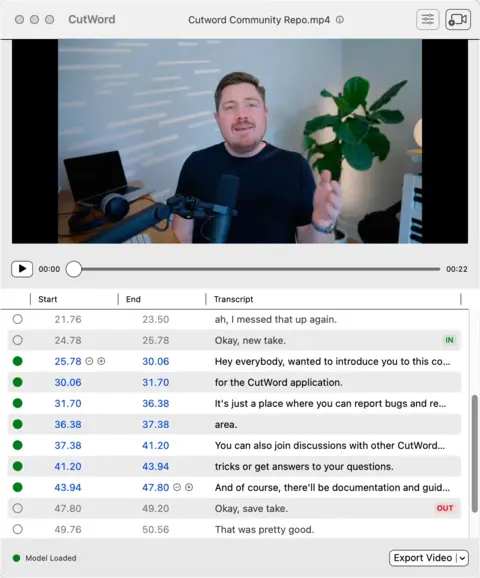 CutWord
Cutword Community Repo.mp4
00:00
00:22
Start End Transcript
21.76 23.50 ah, I messed that up again.
24.78 25.78 Okay, new take. IN
25.78 30.06 Hey everybody, wanted to introduce you to this co...
30.06 31.70 for the CutWord application.
31.70 36.38 It's just a place where you can report bugs and re...
36.38 37.38 area.
37.38 41.20 You can also join discussions with other CutWord...
41.20 43.94 tricks or get answers to your questions.
43.94 47.80 And of course, there'll be documentation and guid...
47.80 49.20 Okay, save take. OUT
49.76 50.56 That was pretty good.
Model Loaded
Export Video